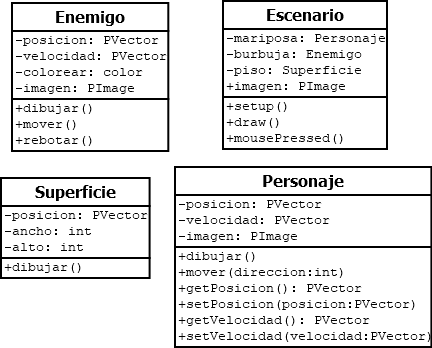 Enemigo
-posicion: PVector
-velocidad: PVector
-colorear: color
-imagen: PImage
+dibujar()
+mover()
+rebotar()
Escenario
-mariposa: Personaje
-burbuja: Enemigo
-piso: Superficie
+imagen: PImage
+setup()
+draw()
+mousePressed()
Superficie
-posicion: PVector
-ancho: int
-alto: int
+dibujar()
Personaje
-posicion: PVector
-velocidad: PVector
-imagen: PImage
+dibujar()
+mover(direccion:int)
+getPosicion(): PVector
+setPosicion(posicion:PVector)
+getVelocidad(): PVector
+setVelocidad(velocidad:PVector)